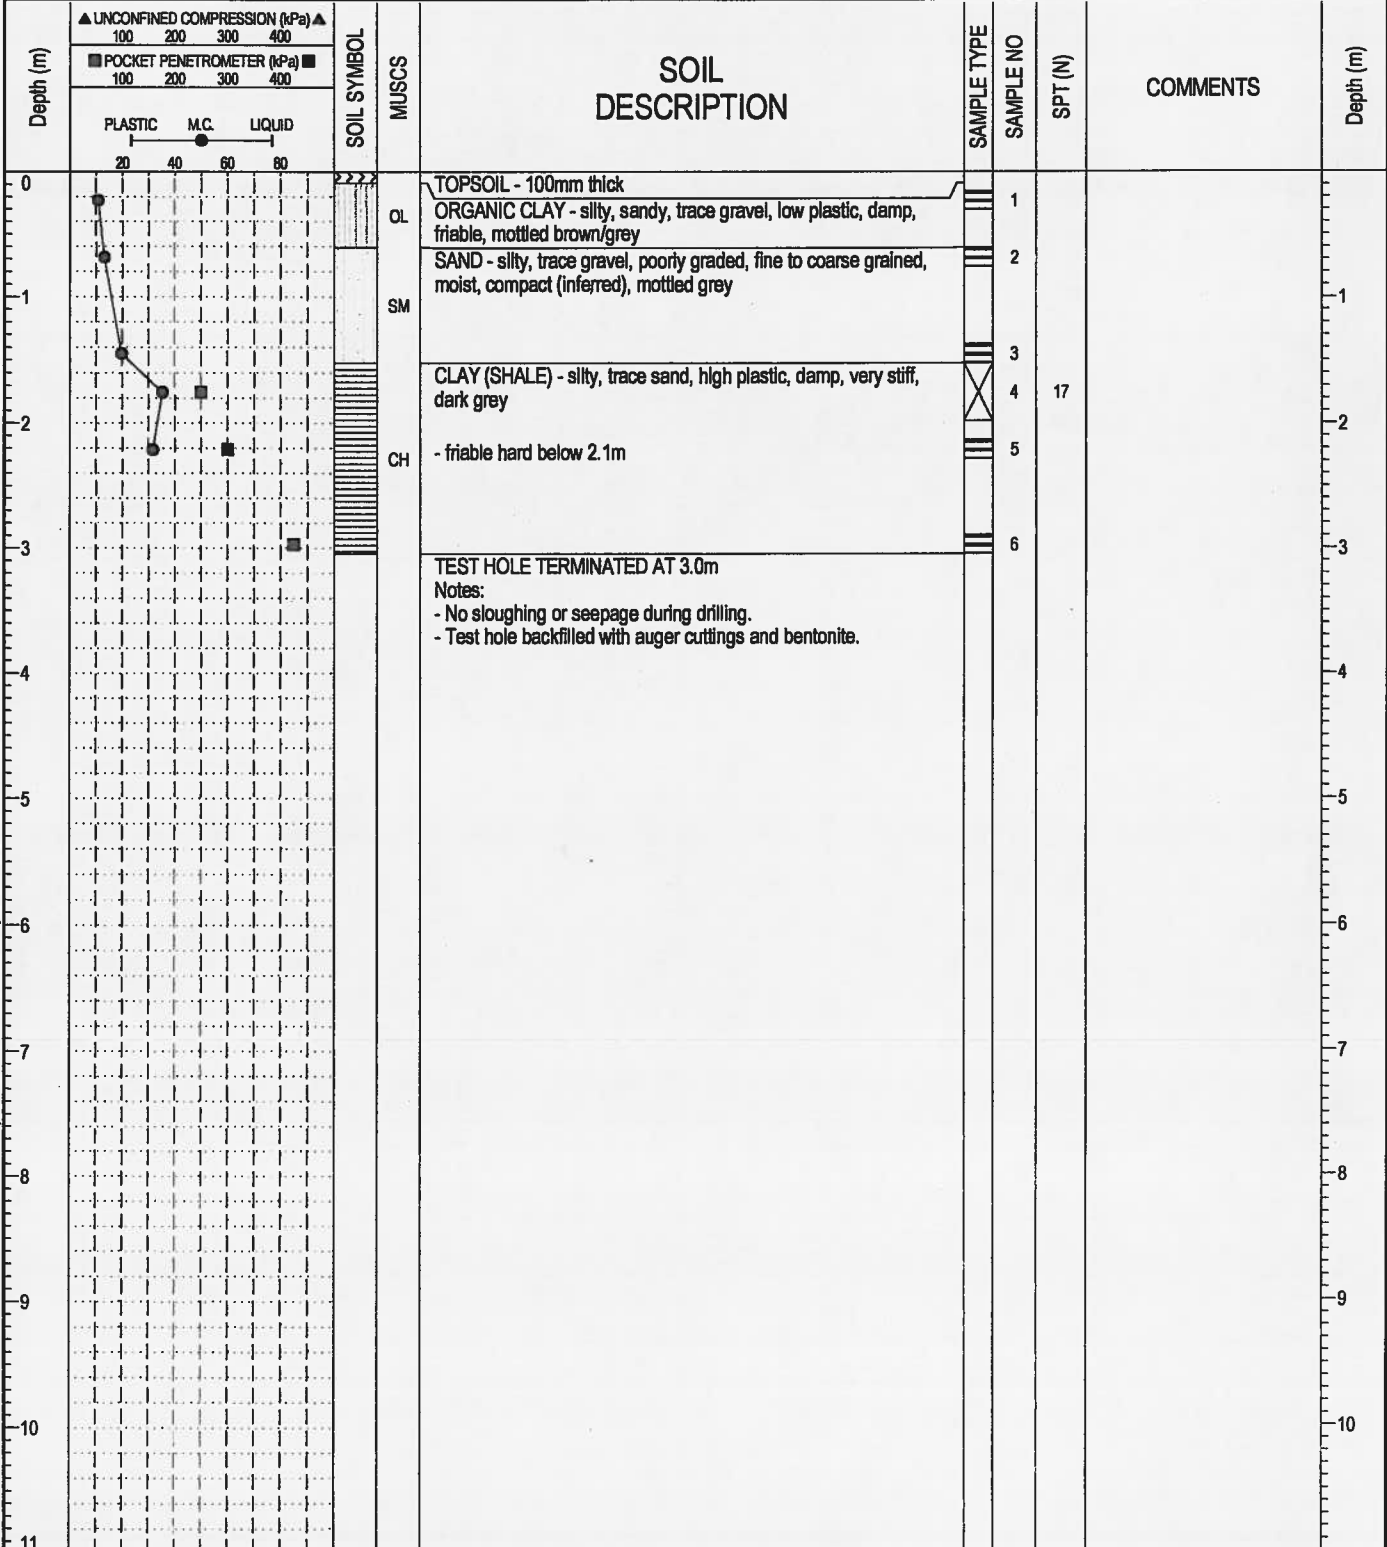 Depth (m)
▲ UNCONFINED COMPRESSION (kPa) ▲
100 200 300 400
■ POCKET PENETROMETER (kPa) ■
100 200 300 400
PLASTIC M.C. LIQUID
20 40 60 80
SOIL SYMBOL
MUSCS
SOIL
DESCRIPTION
SAMPLE TYPE
SAMPLE NO
SPT (N)
COMMENTS
Depth (m)
0
TOPSOIL - 100mm thick
1
OL
ORGANIC CLAY - silty, sandy, trace gravel, low plastic, damp,
friable, mottled brown/grey
SAND - silty, trace gravel, poorly graded, fine to coarse grained,
moist, compact (inferred), mottled grey
2
1
SM
1
3
CLAY (SHALE) - silty, trace sand, high plastic, damp, very stiff,
dark grey
4 17
2
2
CH
- friable hard below 2.1m
5
3
6
3
TEST HOLE TERMINATED AT 3.0m
Notes:
- No sloughing or seepage during drilling.
- Test hole backfilled with auger cuttings and bentonite.
4
4
5
5
6
6
7
7
8
8
9
9
10
10
11